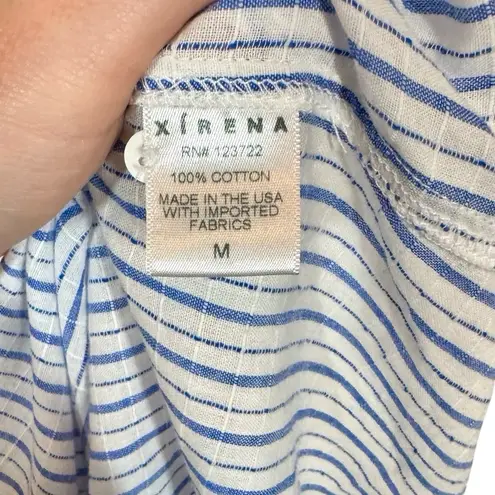 XÍRENA
RN# 123722
100% COTTON
MADE IN THE USA
WITH IMPORTED
FABRICS
M